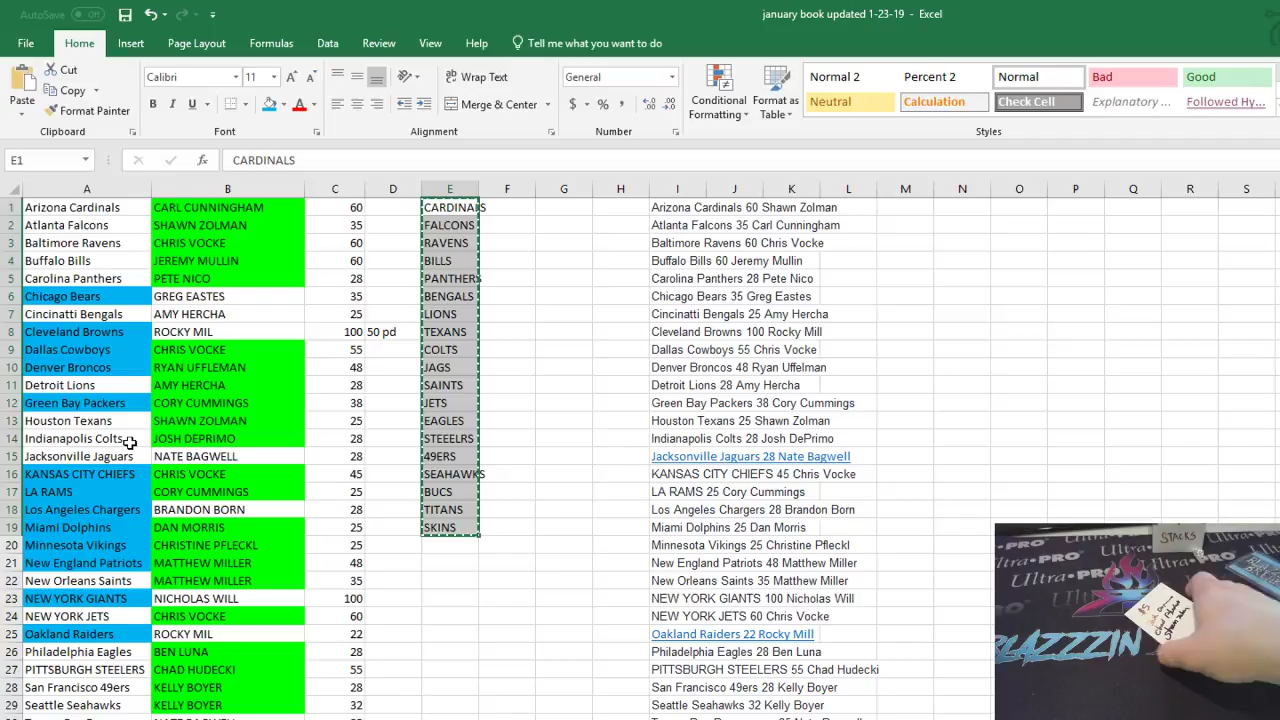 AutoSave Off
january book updated 1-23-19 - Excel
File Home Insert Page Layout Formulas Data Review View Help Tell me what you want to do
Paste Cut Copy Format Painter
Calibri 11
Wrap Text Merge & Center
General
Conditional Formatting Format as Table
Normal 2 Percent 2 Normal Bad Good
Neutral Calculation Check Cell Explanatory ... Followed Hy...
Clipboard Font Alignment Number Styles
E1 fx CARDINALS
A B C D E F G H I J K L M N O P Q R S
1 Arizona Cardinals CARL CUNNINGHAM 60 CARDINALS Arizona Cardinals 60 Shawn Zolman
2 Atlanta Falcons SHAWN ZOLMAN 35 FALCONS Atlanta Falcons 35 Carl Cunningham
3 Baltimore Ravens CHRIS VOCKE 60 RAVENS Baltimore Ravens 60 Chris Vocke
4 Buffalo Bills JEREMY MULLIN 60 BILLS Buffalo Bills 60 Jeremy Mullin
5 Carolina Panthers PETE NICO 28 PANTHERS Carolina Panthers 28 Pete Nico
6 Chicago Bears GREG EASTES 35 BENGALS Chicago Bears 35 Greg Eastes
7 Cincinatti Bengals AMY HERCHA 25 LIONS Cincinatti Bengals 25 Amy Hercha
8 Cleveland Browns ROCKY MIL 100 50 pd TEXANS Cleveland Browns 100 Rocky Mill
9 Dallas Cowboys CHRIS VOCKE 55 COLTS Dallas Cowboys 55 Chris Vocke
10 Denver Broncos RYAN UFFLEMAN 48 JAGS Denver Broncos 48 Ryan Uffelman
11 Detroit Lions AMY HERCHA 28 SAINTS Detroit Lions 28 Amy Hercha
12 Green Bay Packers CORY CUMMINGS 38 JETS Green Bay Packers 38 Cory Cummings
13 Houston Texans SHAWN ZOLMAN 25 EAGLES Houston Texans 25 Shawn Zolman
14 Indianapolis Colts JOSH DEPRIMO 28 STEEELRS Indianapolis Colts 28 Josh DePrimo
15 Jacksonville Jaguars NATE BAGWELL 28 49ERS Jacksonville Jaguars 28 Nate Bagwell
16 KANSAS CITY CHIEFS CHRIS VOCKE 45 SEAHAWKS KANSAS CITY CHIEFS 45 Chris Vocke
17 LA RAMS CORY CUMMINGS 25 BUCS LA RAMS 25 Cory Cummings
18 Los Angeles Chargers BRANDON BORN 28 TITANS Los Angeles Chargers 28 Brandon Born
19 Miami Dolphins DAN MORRIS 25 SKINS Miami Dolphins 25 Dan Morris
20 Minnesota Vikings CHRISTINE PFLECKL 25 Minnesota Vikings 25 Christine Pfleckl
21 New England Patriots MATTHEW MILLER 48 New England Patriots 48 Matthew Miller
22 New Orleans Saints MATTHEW MILLER 35 New Orleans Saints 35 Matthew Miller
23 NEW YORK GIANTS NICHOLAS WILL 100 NEW YORK GIANTS 100 Nicholas Will
24 NEW YORK JETS CHRIS VOCKE 60 NEW YORK JETS 60 Chris Vocke
25 Oakland Raiders ROCKY MIL 22 Oakland Raiders 22 Rocky Mill
26 Philadelphia Eagles BEN LUNA 28 Philadelphia Eagles 28 Ben Luna
27 PITTSBURGH STEELERS CHAD HUDECKI 55 PITTSBURGH STEELERS 55 Chad Hudecki
28 San Francisco 49ers KELLY BOYER 28 San Francisco 49ers 28 Kelly Boyer
29 Seattle Seahawks KELLY BOYER 32 Seattle Seahawks 32 Kelly Boyer
STACKS
Ultra·PRO
BLAZZZIN